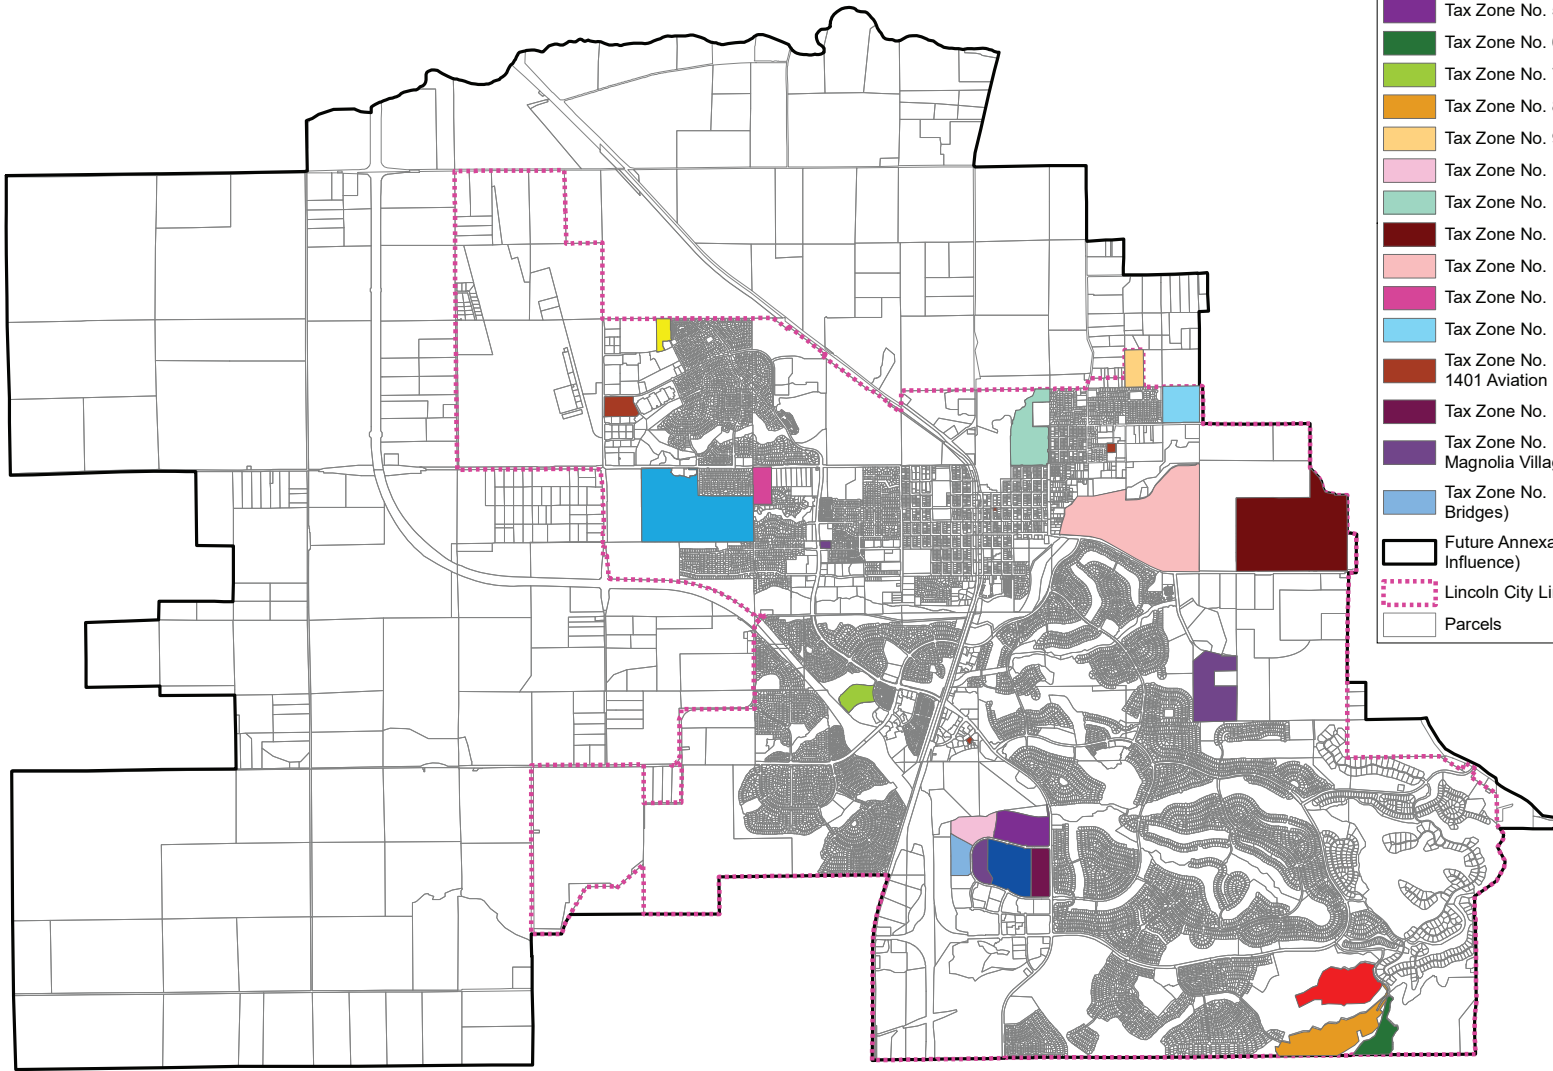 Tax Zone No.
Tax Zone No.
Tax Zone No.
Tax Zone No.
Tax Zone No.
Tax Zone No.
Tax Zone No.
Tax Zone No.
Tax Zone No.
Tax Zone No.
Tax Zone No.
Tax Zone No.
1401 Aviation
Tax Zone No.
Tax Zone No.
Magnolia Villag
Tax Zone No.
Bridges)
Future Annexa
Influence)
Lincoln City Li
Parcels